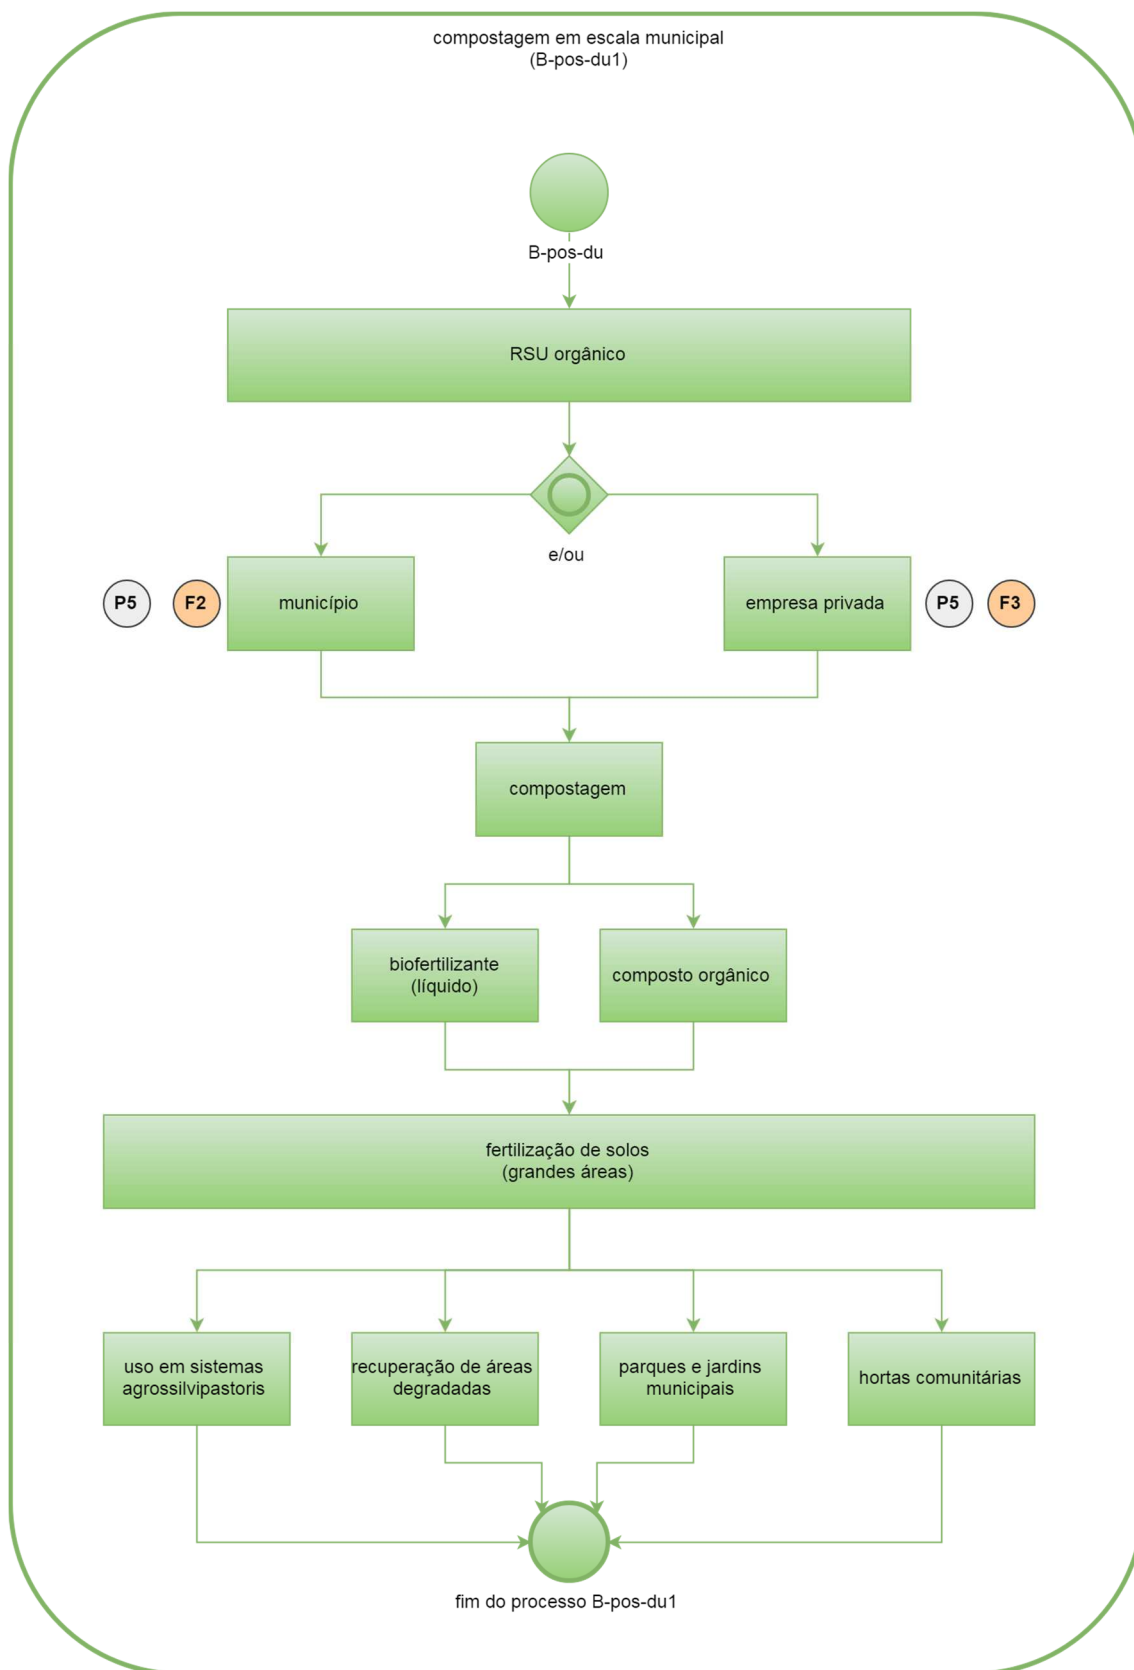 compostagem em escala municipal
(B-pos-du1)
B-pos-du
RSU orgânico
e/ou
P5
F2
município
empresa privada
P5
F3
compostagem
biofertilizante
(líquido)
composto orgânico
fertilização de solos
(grandes áreas)
uso em sistemas
agrossilvipastoris
recuperação de áreas
degradadas
parques e jardins
municipais
hortas comunitárias
fim do processo B-pos-du1